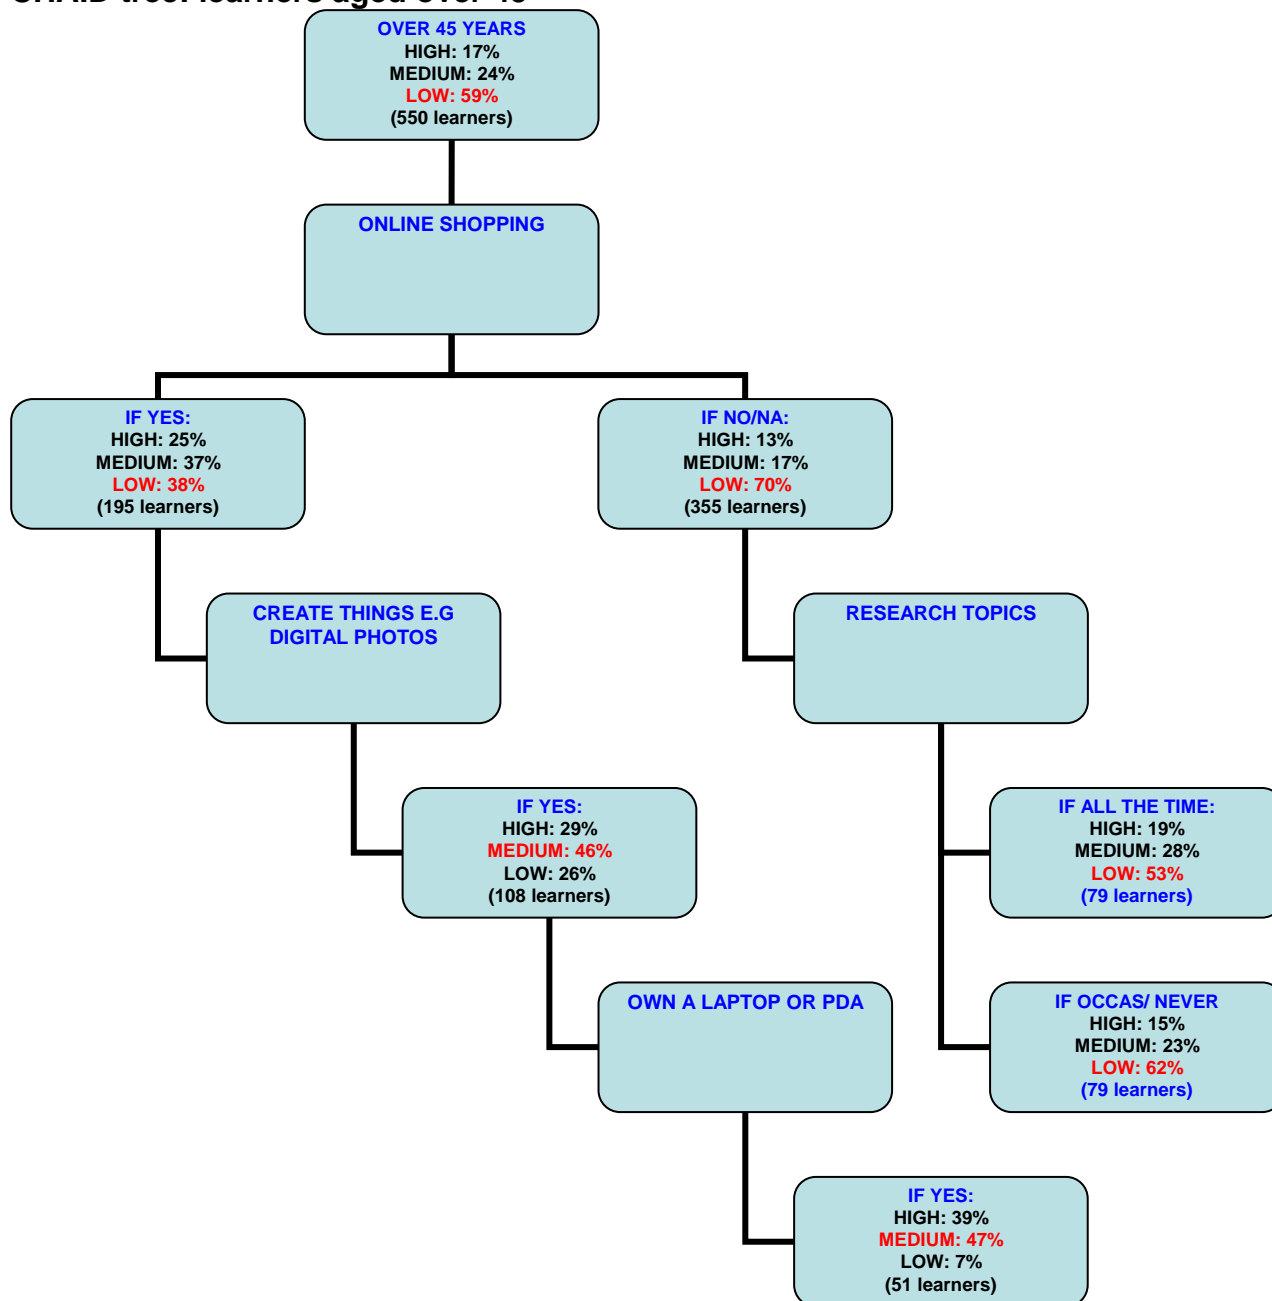 OVER 45 YEARS
HIGH: 17%
MEDIUM: 24%
LOW: 59%
(550 learners)
ONLINE SHOPPING
IF YES:
HIGH: 25%
MEDIUM: 37%
LOW: 38%
(195 learners)
IF NO/NA:
HIGH: 13%
MEDIUM: 17%
LOW: 70%
(355 learners)
CREATE THINGS E.G
DIGITAL PHOTOS
RESEARCH TOPICS
IF YES:
HIGH: 29%
MEDIUM: 46%
LOW: 26%
(108 learners)
IF ALL THE TIME:
HIGH: 19%
MEDIUM: 28%
LOW: 53%
(79 learners)
OWN A LAPTOP OR PDA
IF OCCAS/ NEVER
HIGH: 15%
MEDIUM: 23%
LOW: 62%
(79 learners)
IF YES:
HIGH: 39%
MEDIUM: 47%
LOW: 7%
(51 learners)